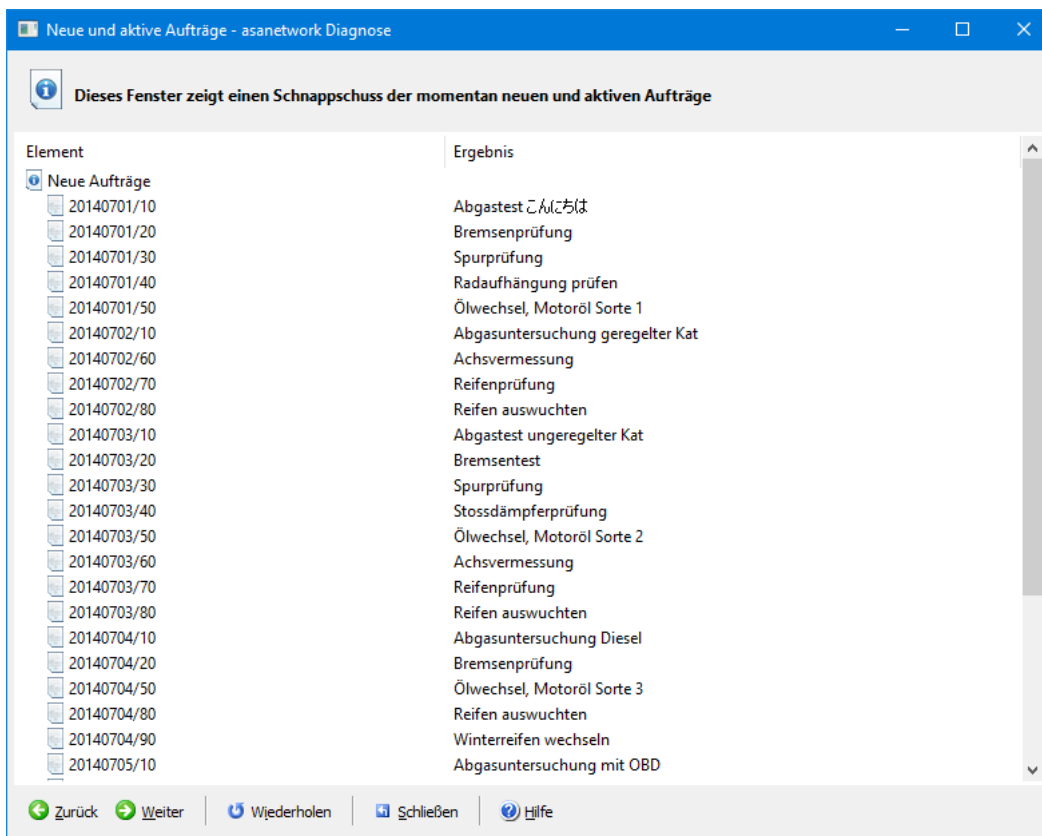 Neue und aktive Aufträge - asanetwork Diagnose
Dieses Fenster zeigt einen Schnappschuss der momentan neuen und aktiven Aufträge
Element Ergebnis
Neue Aufträge
20140701/10 Abgastest こんにちは
20140701/20 Bremsenprüfung
20140701/30 Spurprüfung
20140701/40 Radaufhängung prüfen
20140701/50 Ölwechsel, Motoröl Sorte 1
20140702/10 Abgasuntersuchung geregelter Kat
20140702/60 Achsvermessung
20140702/70 Reifenprüfung
20140702/80 Reifen auswuchten
20140703/10 Abgastest ungeregelter Kat
20140703/20 Bremsentest
20140703/30 Spurprüfung
20140703/40 Stossdämpferprüfung
20140703/50 Ölwechsel, Motoröl Sorte 2
20140703/60 Achsvermessung
20140703/70 Reifenprüfung
20140703/80 Reifen auswuchten
20140704/10 Abgasuntersuchung Diesel
20140704/20 Bremsenprüfung
20140704/50 Ölwechsel, Motoröl Sorte 3
20140704/80 Reifen auswuchten
20140704/90 Winterreifen wechseln
20140705/10 Abgasuntersuchung mit OBD
Zurück Weiter Wiederholen Schließen Hilfe